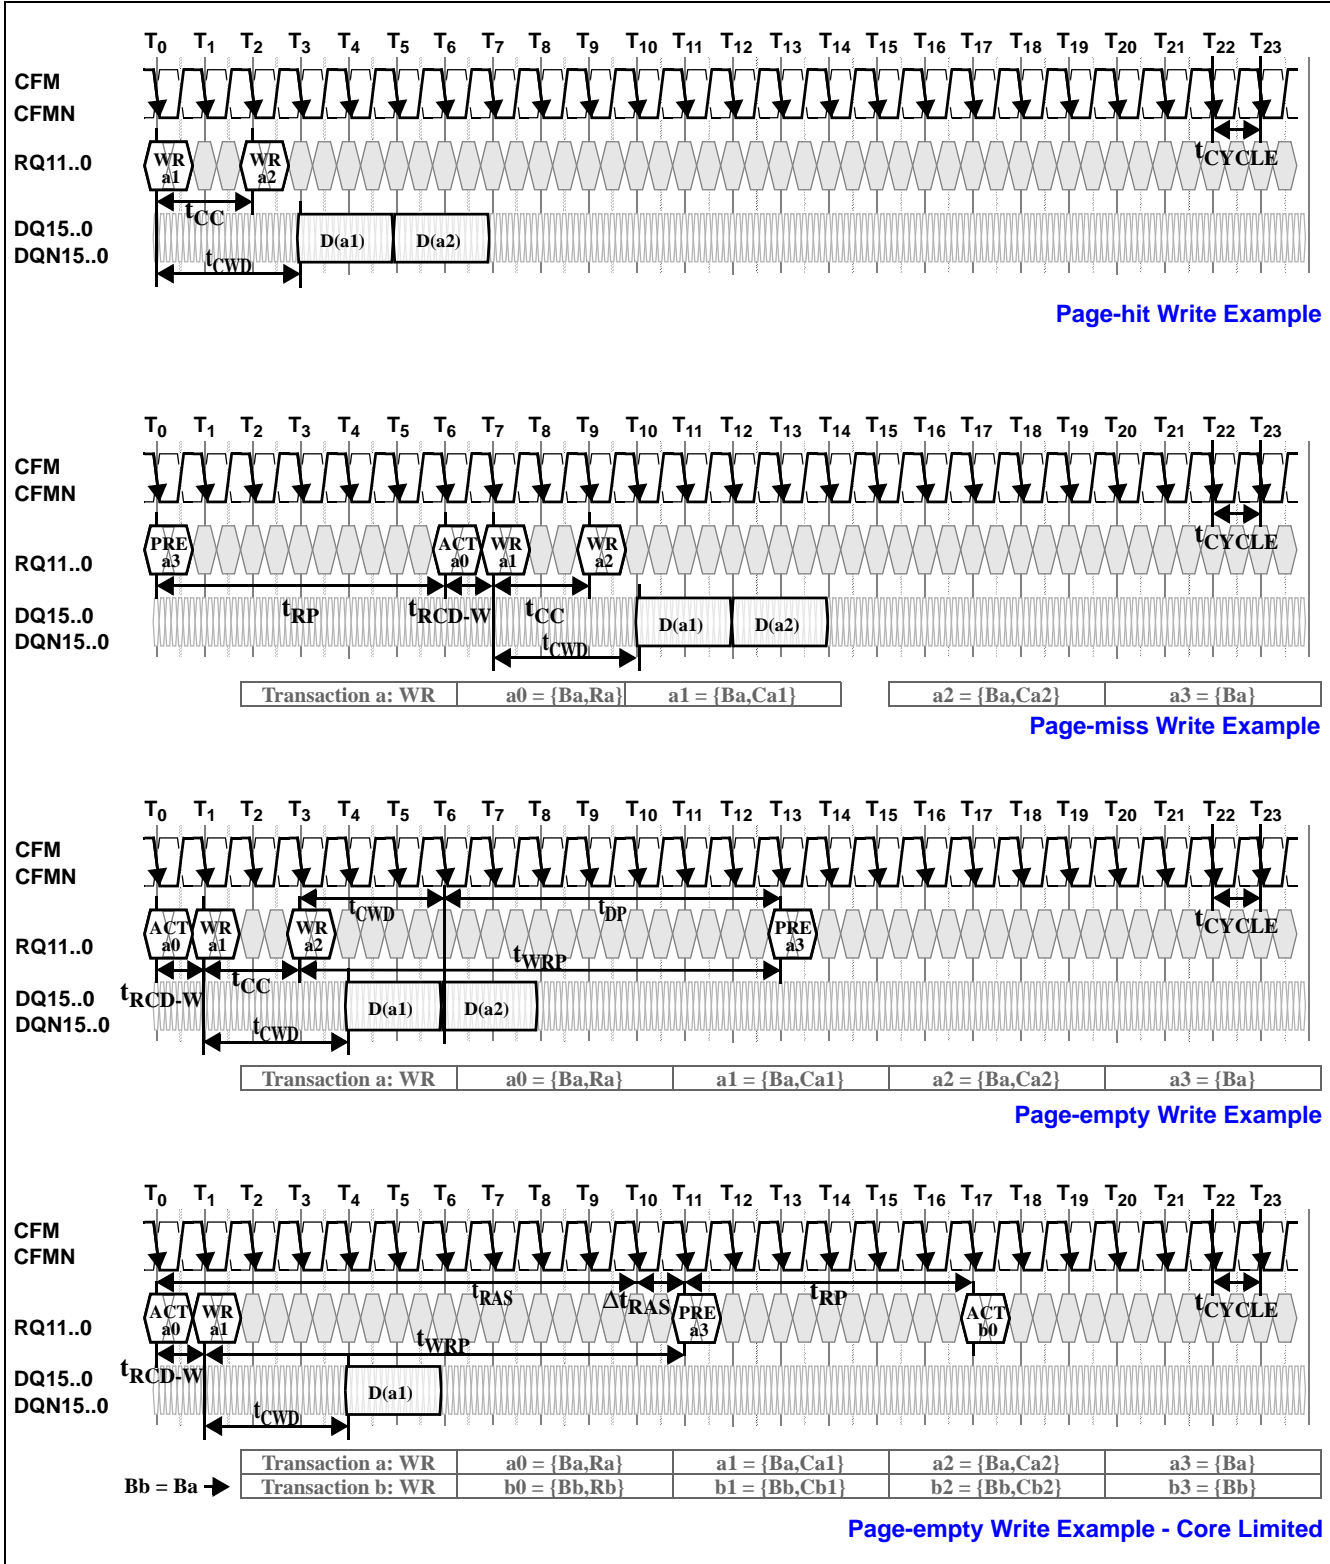 T0 T1 T2 T3 T4 T5 T6 T7 T8 T9 T10 T11 T12 T13 T14 T15 T16 T17 T18 T19 T20 T21 T22 T23
CFM
CFMN
RQ11..0
WR a1
WR a2
tCYCLE
tCC
DQ15..0
DQN15..0
D(a1)
D(a2)
tCWD
Page-hit Write Example
T0 T1 T2 T3 T4 T5 T6 T7 T8 T9 T10 T11 T12 T13 T14 T15 T16 T17 T18 T19 T20 T21 T22 T23
CFM
CFMN
RQ11..0
PRE a3
ACT a0
WR a1
WR a2
tCYCLE
tRP
tRCD-W
tCC
DQ15..0
DQN15..0
D(a1)
D(a2)
tCWD
Transaction a: WR a0 = {Ba,Ra} a1 = {Ba,Ca1} a2 = {Ba,Ca2} a3 = {Ba}
Page-miss Write Example
T0 T1 T2 T3 T4 T5 T6 T7 T8 T9 T10 T11 T12 T13 T14 T15 T16 T17 T18 T19 T20 T21 T22 T23
CFM
CFMN
tCWD
tDP
RQ11..0
ACT a0
WR a1
WR a2
PRE a3
tCYCLE
tWRP
tRCD-W
tCC
DQ15..0
DQN15..0
D(a1)
D(a2)
tCWD
Transaction a: WR a0 = {Ba,Ra} a1 = {Ba,Ca1} a2 = {Ba,Ca2} a3 = {Ba}
Page-empty Write Example
T0 T1 T2 T3 T4 T5 T6 T7 T8 T9 T10 T11 T12 T13 T14 T15 T16 T17 T18 T19 T20 T21 T22 T23
CFM
CFMN
tRAS
ΔtRAS
tRP
RQ11..0
ACT a0
WR a1
PRE a3
ACT b0
tCYCLE
tWRP
tRCD-W
DQ15..0
DQN15..0
D(a1)
tCWD
Transaction a: WR a0 = {Ba,Ra} a1 = {Ba,Ca1} a2 = {Ba,Ca2} a3 = {Ba}
Bb = Ba Transaction b: WR b0 = {Bb,Rb} b1 = {Bb,Cb1} b2 = {Bb,Cb2} b3 = {Bb}
Page-empty Write Example - Core Limited